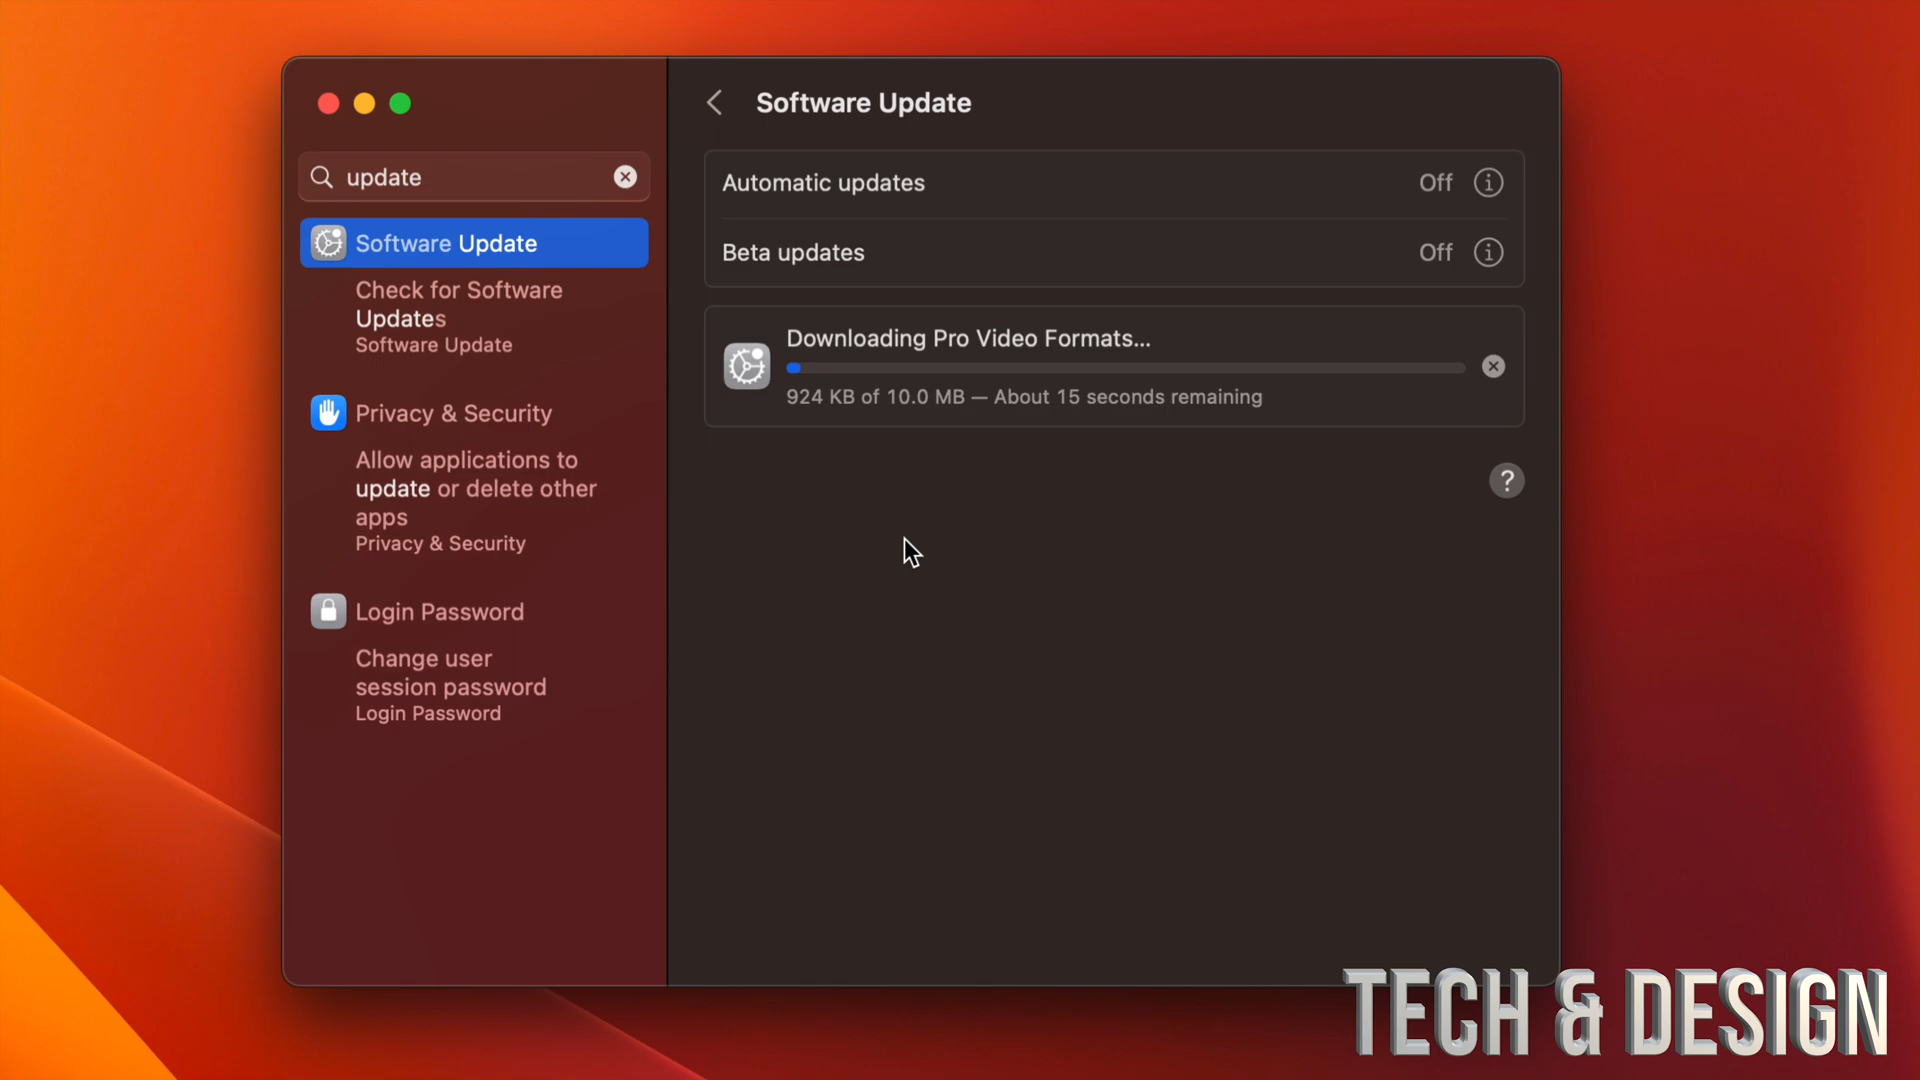 update
Software Update
Check for Software
Updates
Software Update
Privacy & Security
Allow applications to
update or delete other
apps
Privacy & Security
Login Password
Change user
session password
Login Password
Software Update
Automatic updates Off
Beta updates Off
Downloading Pro Video Formats...
924 KB of 10.0 MB — About 15 seconds remaining
?
TECH & DESIGN